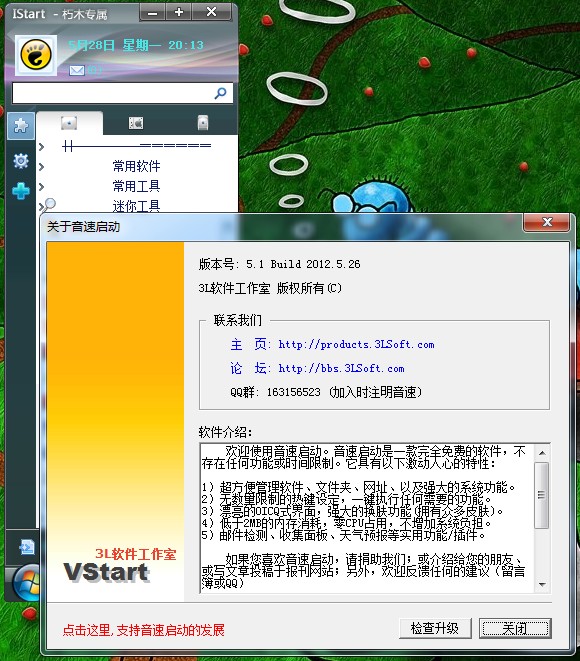 IStart - 朽木专属
5月28日 星期一 20:13
常用软件
常用工具
迷你工具
关于音速启动
版本号: 5.1 Build 2012.5.26
3L软件工作室 版权所有(C)
联系我们
主 页: http://products.3LSoft.com
论 坛: http://bbs.3LSoft.com
QQ群: 163156523 (加入时注明音速)
软件介绍:
欢迎使用音速启动。音速启动是一款完全免费的软件，不
存在任何功能或时间限制。它具有以下激动人心的特性:
1) 超方便管理软件、文件夹、网址、以及强大的系统功能。
2) 无数量限制的热键设定，一键执行任何需要的功能。
3) 漂亮的OICQ式界面，强大的换肤功能(拥有众多皮肤)。
4) 低于2MB的内存消耗，零CPU占用，不增加系统负担。
5) 邮件检测、收集面板、天气预报等实用功能/插件。
如果您喜欢音速启动，请捐助我们；或介绍给您的朋友、
或写文章投稿于报刊网站；另外，欢迎反馈任何的建议（留言
簿或QQ）
3L软件工作室
VStart
点击这里,支持音速启动的发展
检查升级
关闭